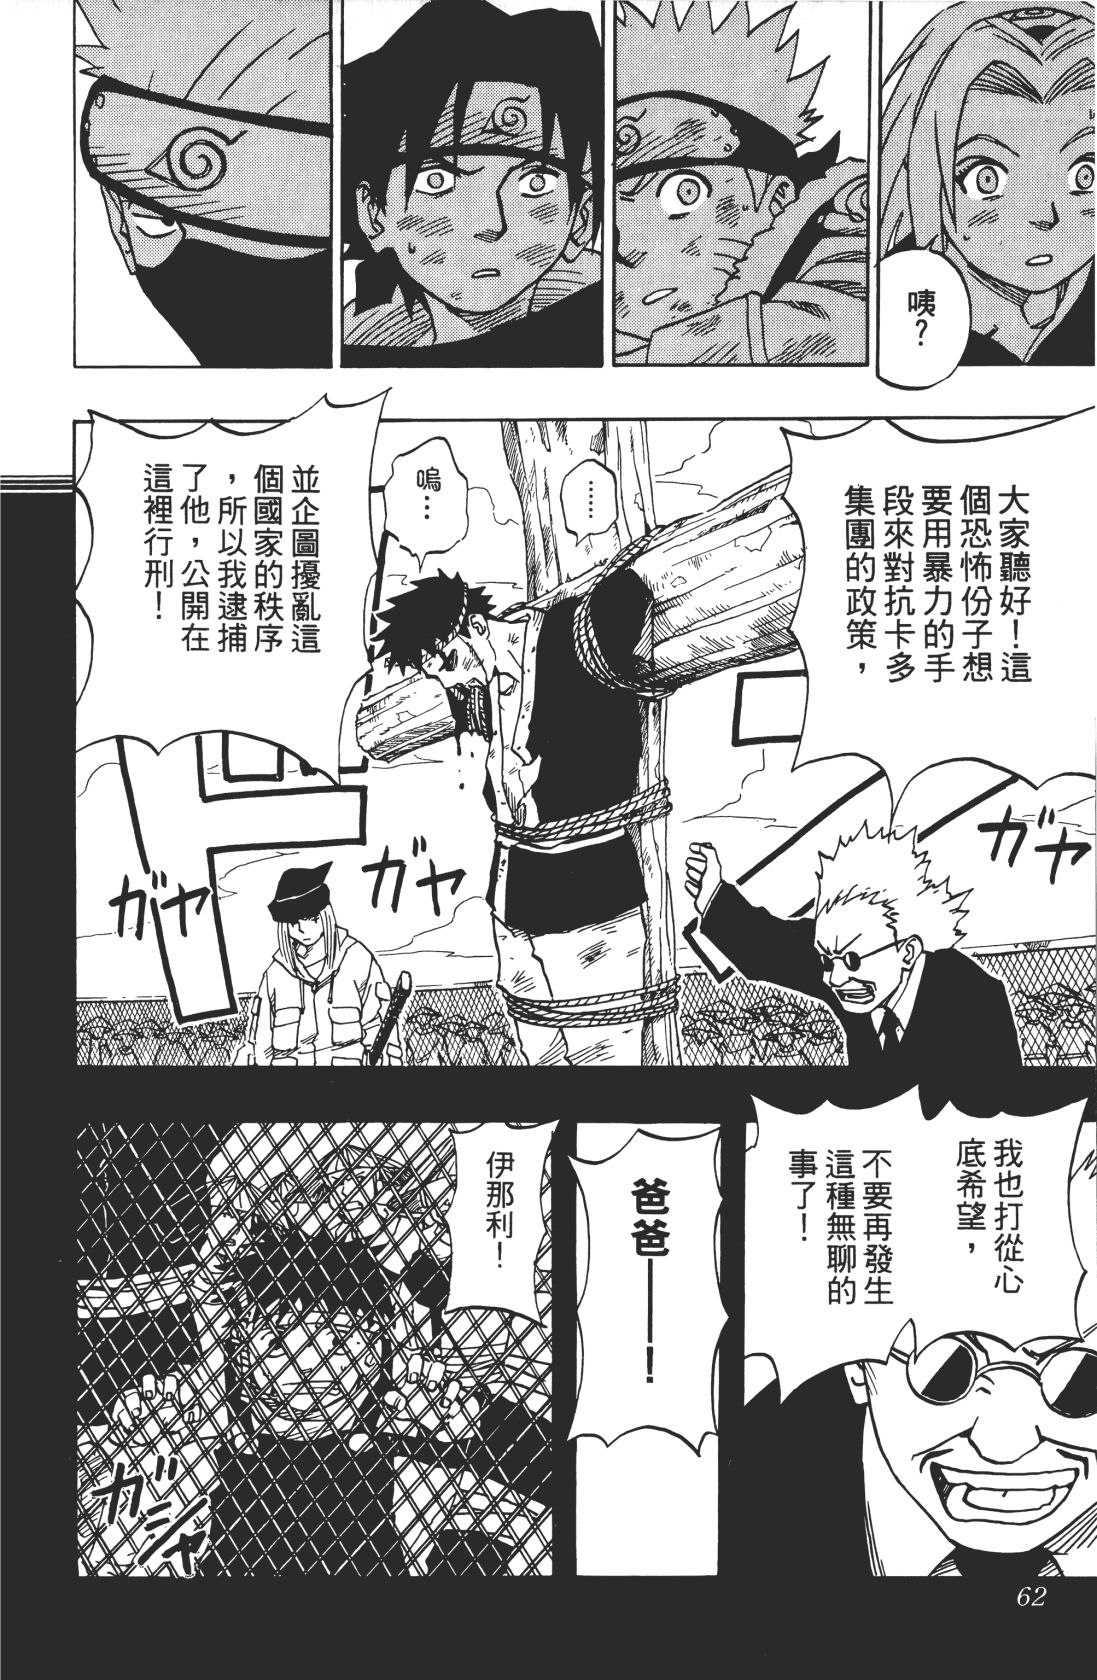 咦？
大家聽好！這
個恐怖份子想
要用暴力的手
段來對抗卡多
集團的政策，
……
嗚…
並企圖擾亂這
個國家的秩序
，所以我逮捕
了他，公開在
這裡行刑！
ガヤ
ガヤ
ガヤ
我也打從心
底希望，
不要再發生
這種無聊的
事了！
爸爸——！
伊那利！
ガシャ
62